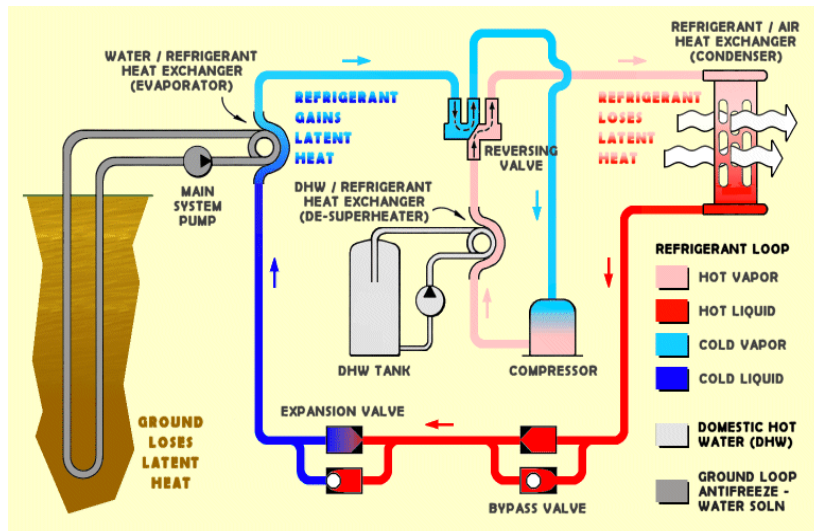 WATER / REFRIGERANT
HEAT EXCHANGER
(EVAPORATOR)
REFRIGERANT / AIR
HEAT EXCHANGER
(CONDENSER)
REFRIGERANT
GAINS
LATENT
HEAT
REFRIGERANT
LOSES
LATENT
HEAT
REVERSING
VALVE
MAIN
SYSTEM
PUMP
DHW / REFRIGERANT
HEAT EXCHANGER
(DE-SUPERHEATER)
DHW TANK
COMPRESSOR
REFRIGERANT LOOP
HOT VAPOR
HOT LIQUID
COLD VAPOR
COLD LIQUID
DOMESTIC HOT
WATER (DHW)
GROUND LOOP
ANTIFREEZE -
WATER SOLN
GROUND
LOSES
LATENT
HEAT
EXPANSION VALVE
BYPASS VALVE